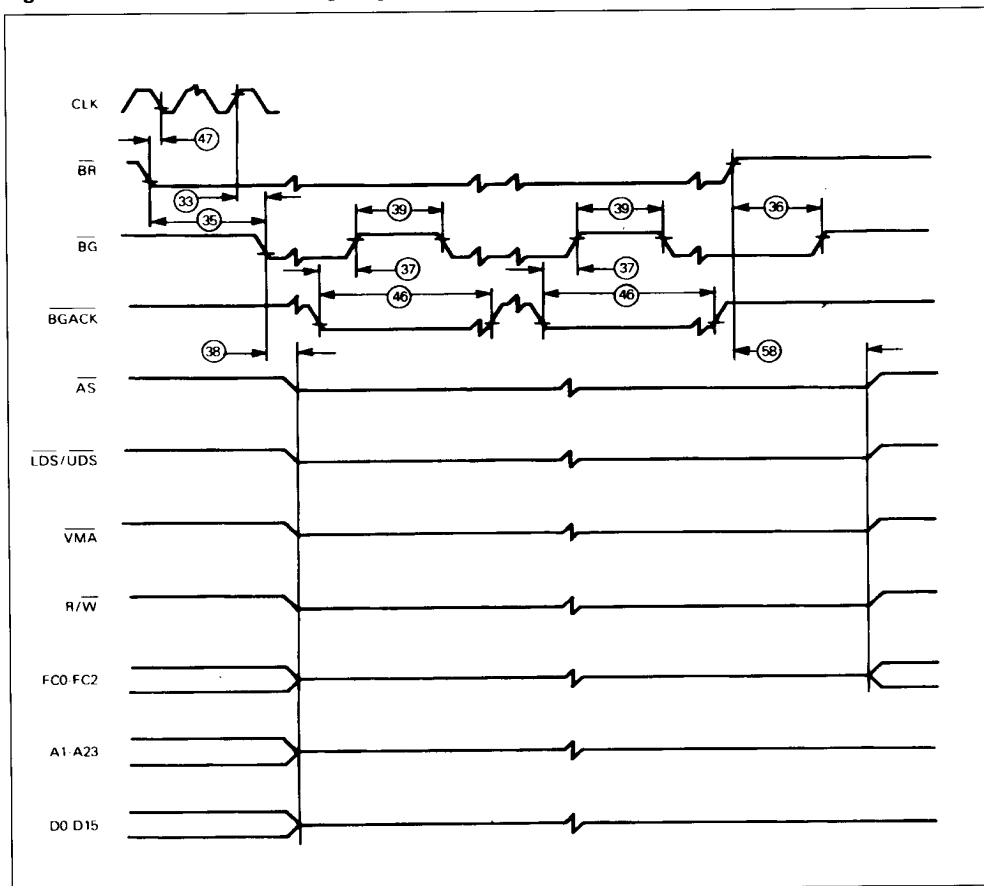 CLK
47
BR
33
35
39
39
36
BG
37
37
46
46
BGACK
38
58
AS
LDS/UDS
VMA
R/W
FC0-FC2
A1-A23
D0-D15